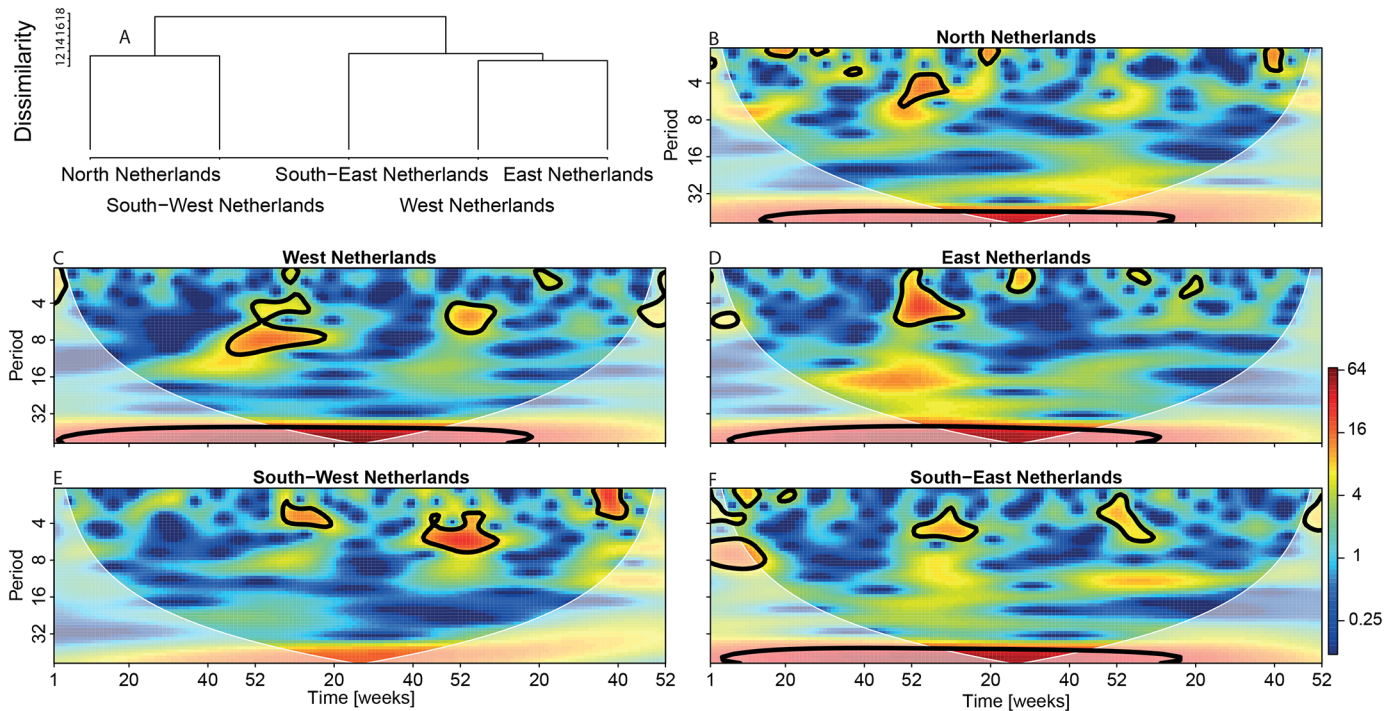 A
Dissimilarity
12 14 16 18
North Netherlands
South−East Netherlands
East Netherlands
South−West Netherlands
West Netherlands
B
North Netherlands
Period
4
8
16
32
C
West Netherlands
Period
4
8
16
32
D
East Netherlands
64
16
4
1
0.25
E
South−West Netherlands
Period
4
8
16
32
1 20 40 52 20 40 52 20 40 52
Time [weeks]
F
South−East Netherlands
1 20 40 52 20 40 52 20 40 52
Time [weeks]